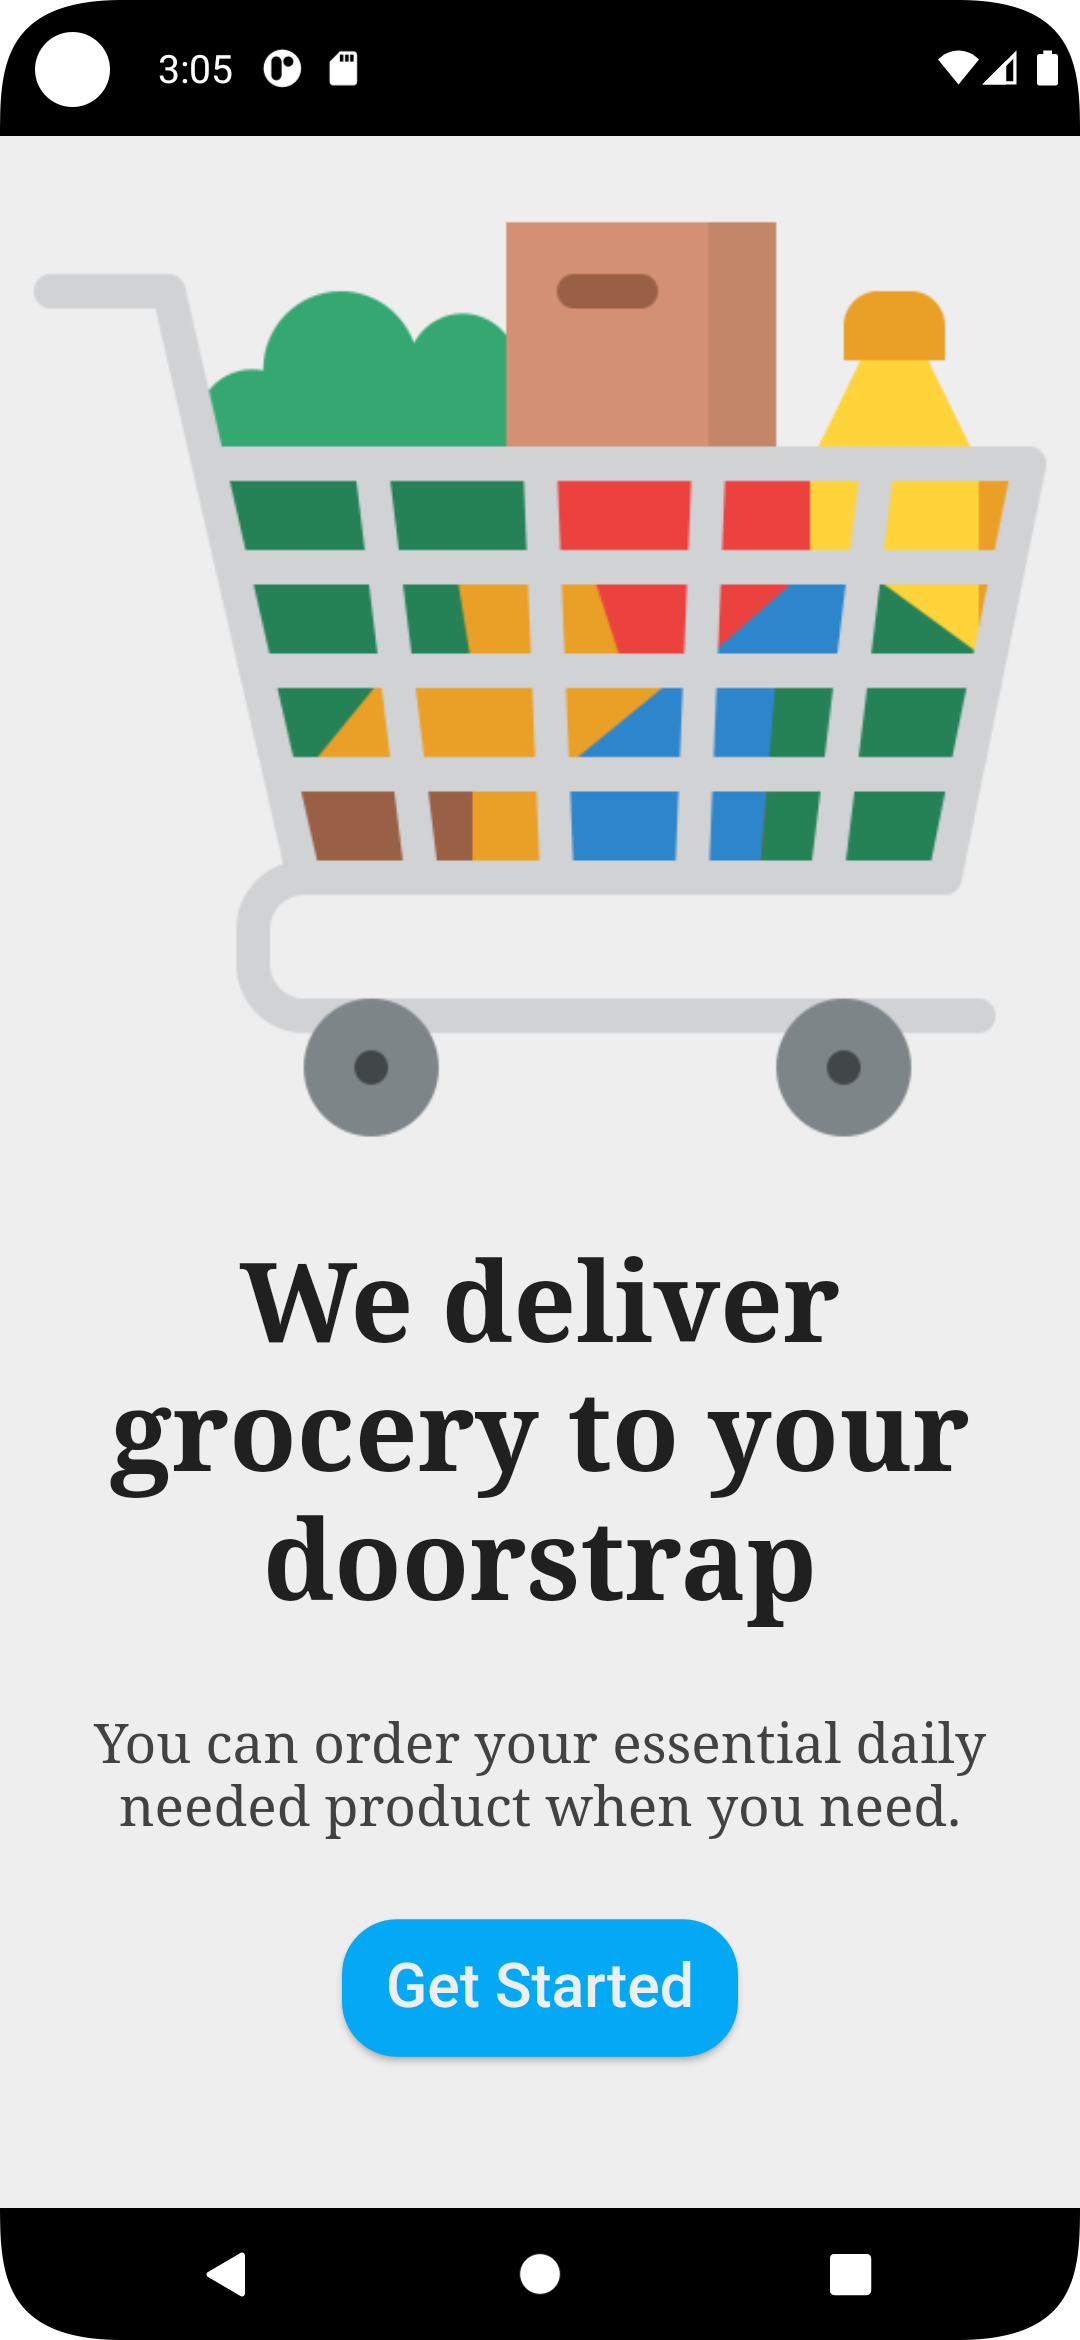 3:05
We deliver
grocery to your
doorstrap
You can order your essential daily
needed product when you need.
Get Started